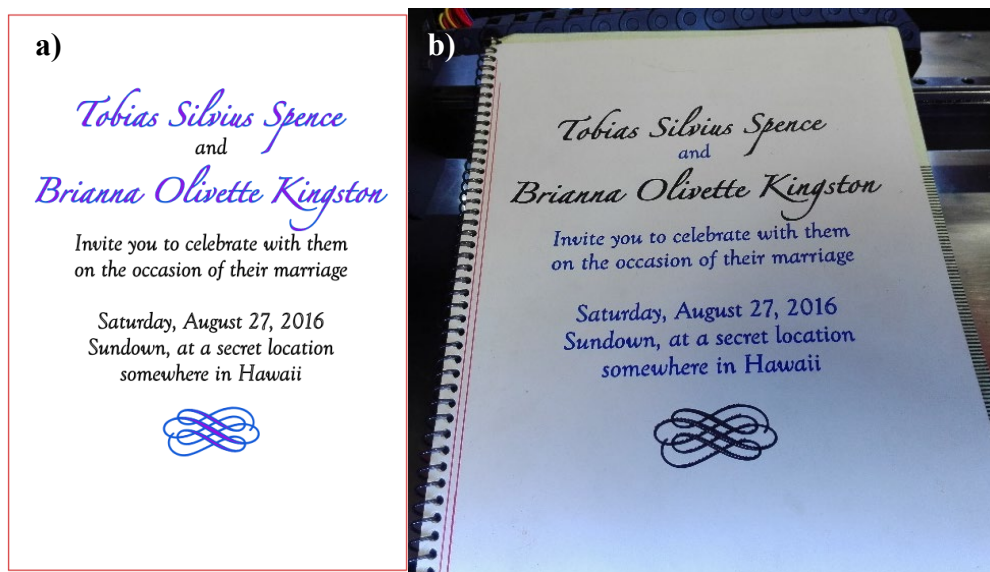 a)
Tobias Silvius Spence
and
Brianna Olivette Kingston
Invite you to celebrate with them
on the occasion of their marriage
Saturday, August 27, 2016
Sundown, at a secret location
somewhere in Hawaii
b)
Tobias Silvius Spence
and
Brianna Olivette Kingston
Invite you to celebrate with them
on the occasion of their marriage
Saturday, August 27, 2016
Sundown, at a secret location
somewhere in Hawaii